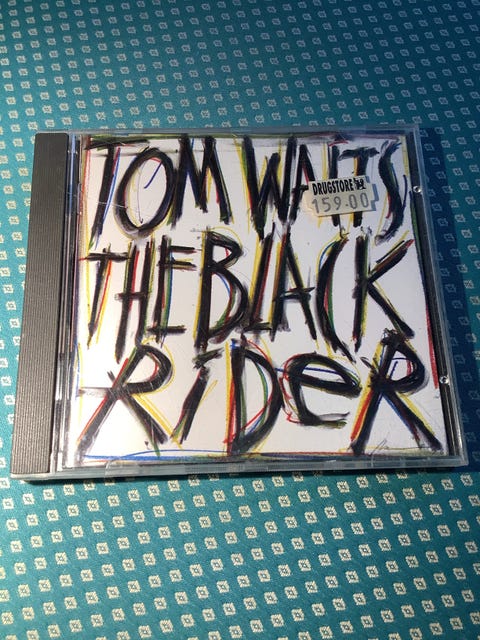 TOM WAITS
DRUGSTORE
159.00
THE BLACK
RiDeR